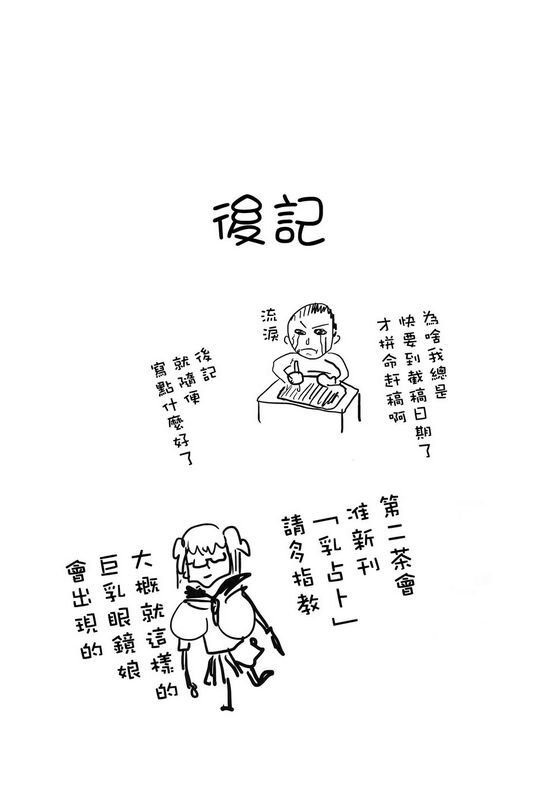 後記
為啥我總是
快要到截稿日期了
才拼命赶稿啊
流淚
後記
就隨便
寫點什麼好了
第二茶會
准新刊
「乳占卜」
請多指教
大概就這樣的
巨乳眼鏡娘
會出現的